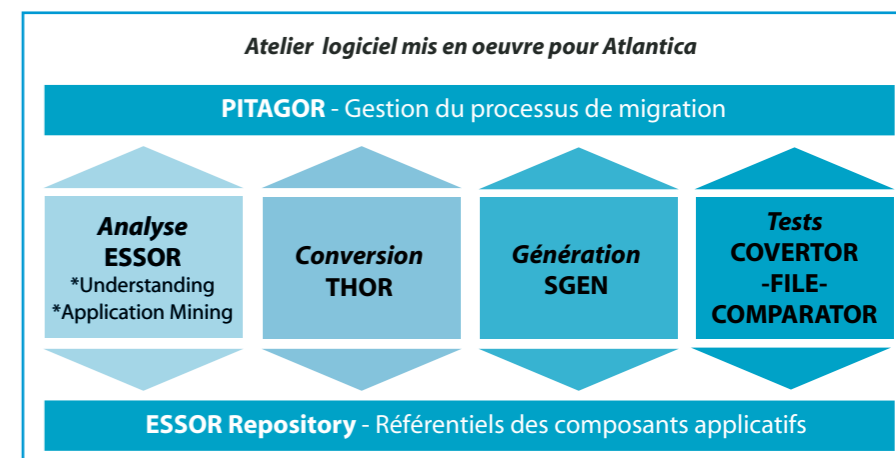 Atelier logiciel mis en oeuvre pour Atlantica
PITAGOR - Gestion du processus de migration
Analyse
ESSOR
*Understanding
*Application Mining
Conversion
THOR
Génération
SGEN
Tests
COVERTOR
-FILE-
COMPARATOR
ESSOR Repository - Référentiels des composants applicatifs